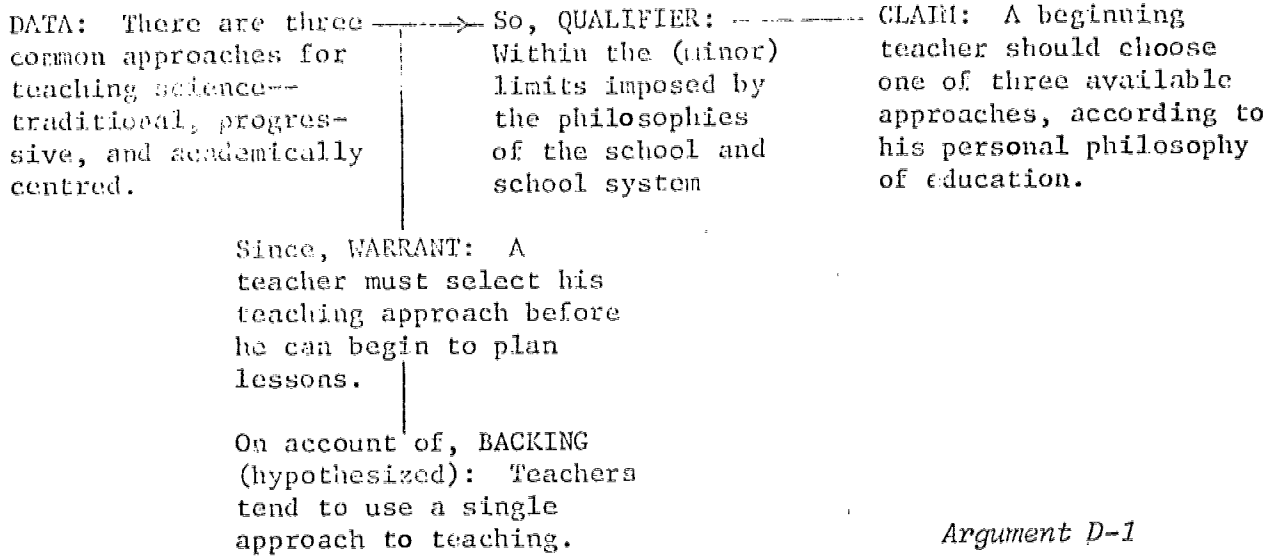 DATA: There are three
common approaches for
teaching science--
traditional, progres-
sive, and academically
centred.
So, QUALIFIER:
Within the (minor)
limits imposed by
the philosophies
of the school and
school system
CLAIM: A beginning
teacher should choose
one of three available
approaches, according to
his personal philosophy
of education.
Since, WARRANT: A
teacher must select his
teaching approach before
he can begin to plan
lessons.
On account of, BACKING
(hypothesized): Teachers
tend to use a single
approach to teaching.
Argument D-1